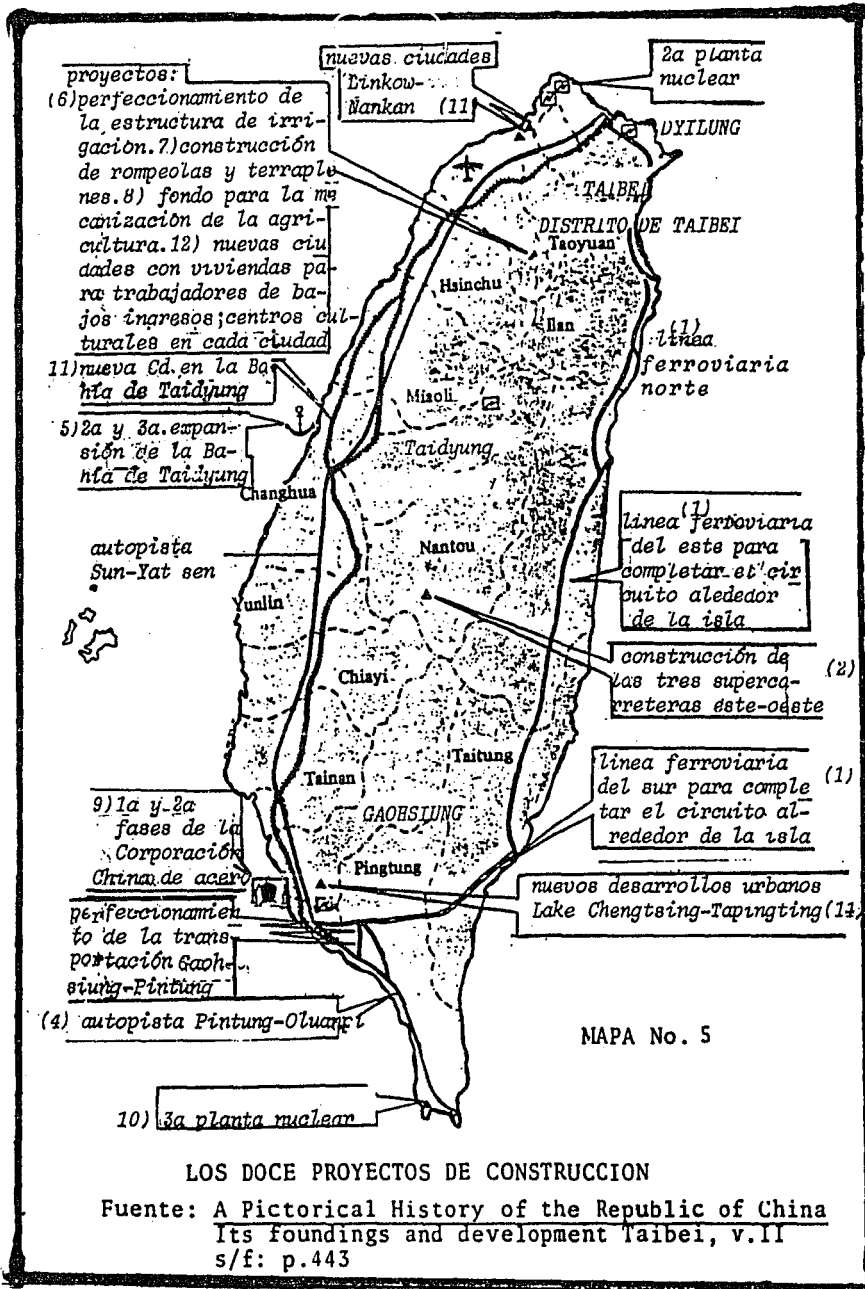 nuevas ciudades
Linkow-
Nankan (11
2a planta
nuclear
proyectos:
(6)perfeccionamiento de
la estructura de irri-
gación.7)construcción
de rompeolas y terraple
nes.8) fondo para la me
canización de la agri-
cultura.12) nuevas ciu
dades con viviendas pa-
ra trabajadores de ba-
jos ingresos;centros cul-
turales en cada ciudad
11)nueva Cd.en la Ba
hía de Taidyung
5)2a y 3a.expan-
sión de la Ba-
hía de Taidyung
DYILUNG
TAIBEI
DISTRITO DE TAIBEI
Taoyuan
Hsinchu
Ilan
(1)
linea
ferroviaria
norte
Miaoli
Taidyung
Changhua
autopista
Sun-Yat sen
Nantou
Yunlin
(1)
linea ferroviaria
del este para
completar el cir
cuito alededor
de la isla
construcción de
las tres superca-
rreteras este-oeste
(2)
Chiayi
Taitung
Tainan
GAOHSIUNG
linea ferroviaria
del sur para comple
tar el circuito al-
rededor de la isla
(1)
9)1a y 2a
fases de la
Corporación
China de acero
Pingtung
nuevos desarrollos urbanos
Lake Chengtsing-Tapingting(14)
perfeccionamien
to de la trans-
portación Gaoh-
siung-Pintung
(4) autopista Pintung-Oluanpi
MAPA No. 5
10) 3a planta nuclear
LOS DOCE PROYECTOS DE CONSTRUCCION
Fuente: A Pictorical History of the Republic of China
Its foundings and development Taibei, v.II
s/f: p.443